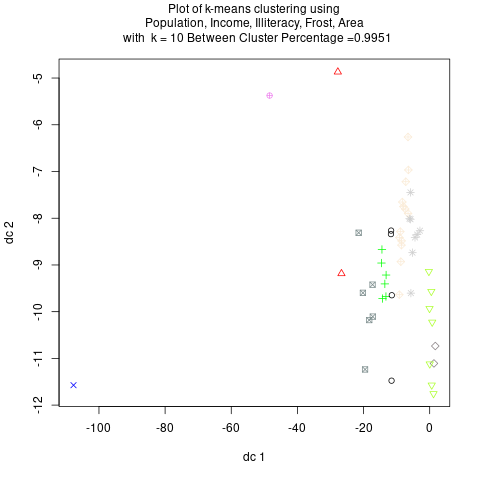 Plot of k-means clustering using
Population, Income, Illiteracy, Frost, Area
with  k = 10 Between Cluster Percentage =0.9951
dc 2
-5
-6
-7
-8
-9
-10
-11
-12
-100
-80
-60
-40
-20
0
dc 1